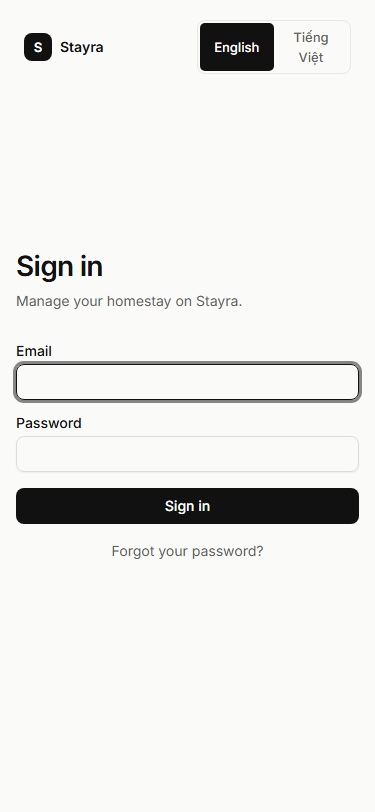 S Stayra
English
Tiếng
Việt
Sign in
Manage your homestay on Stayra.
Email
Password
Sign in
Forgot your password?